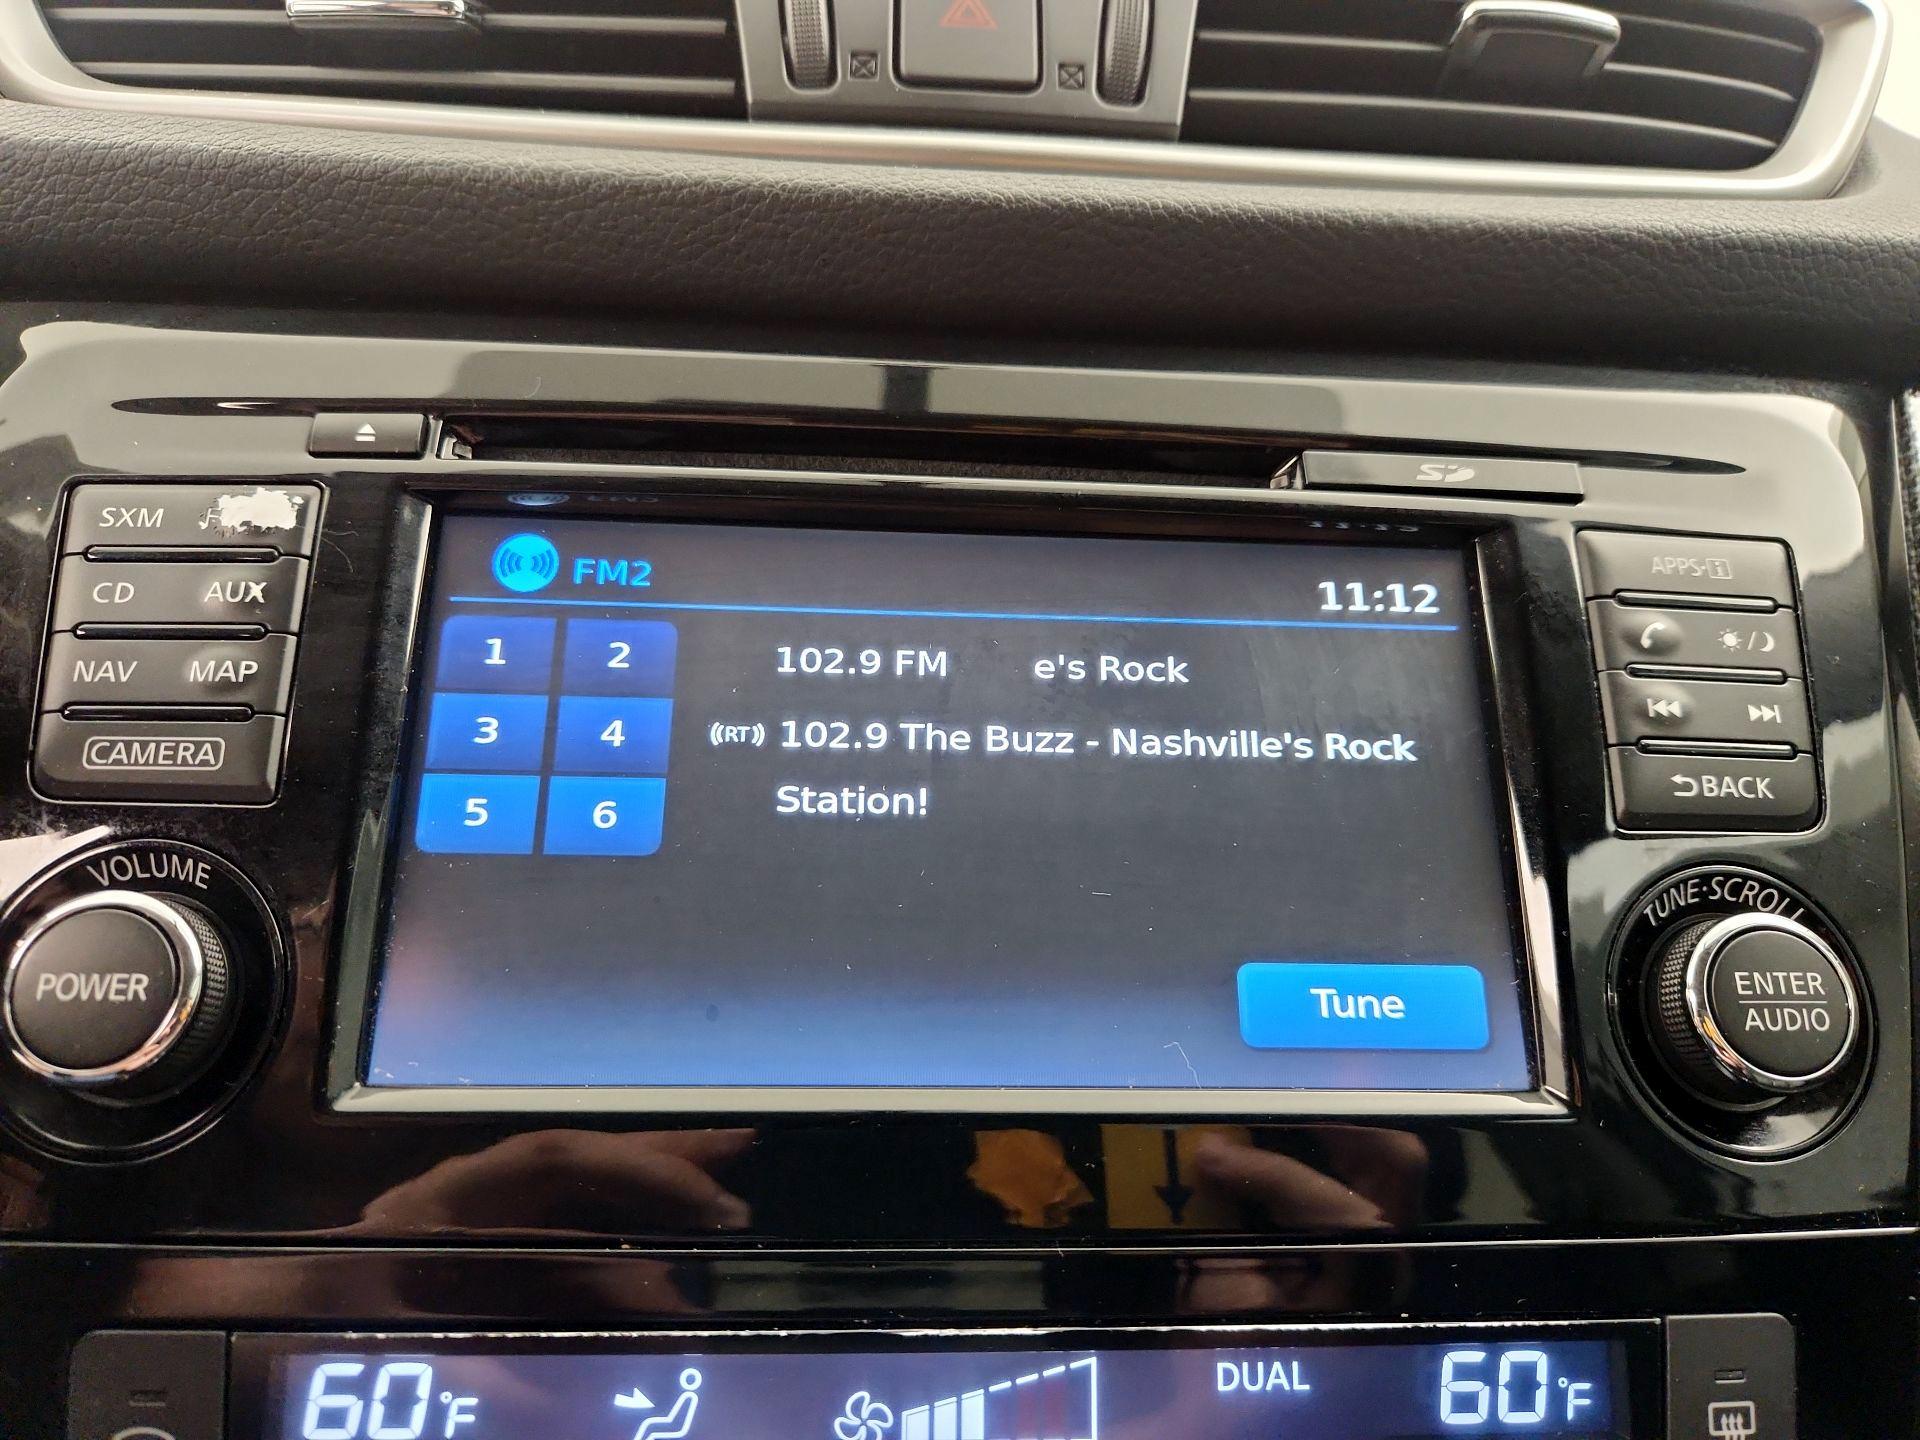 SD
SXM
CD AUX
NAV MAP
CAMERA
VOLUME
POWER
FM2
11:12
1 2
3 4
5 6
102.9 FM e's Rock
RT 102.9 The Buzz - Nashville's Rock
Station!
Tune
APPS·i
BACK
TUNE·SCROLL
ENTER
AUDIO
60°F
DUAL
60°F